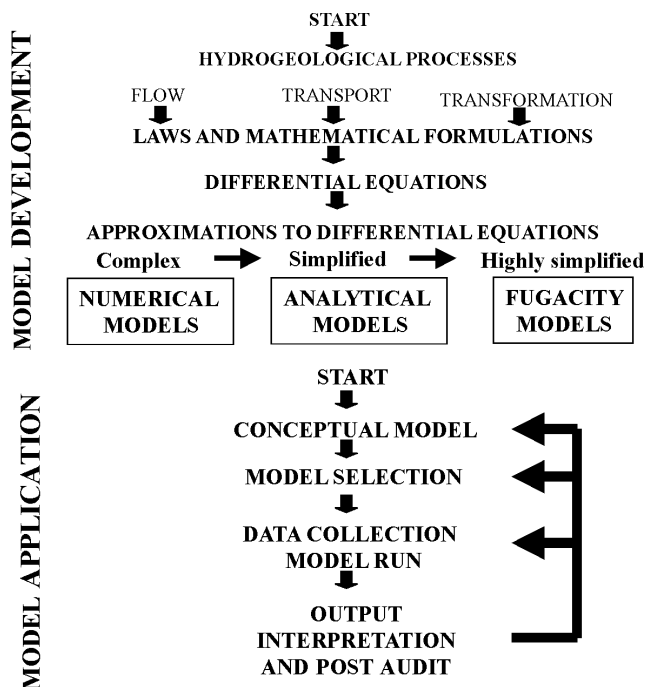 MODEL DEVELOPMENT
START
HYDROGEOLOGICAL PROCESSES
FLOW TRANSPORT TRANSFORMATION
LAWS AND MATHEMATICAL FORMULATIONS
DIFFERENTIAL EQUATIONS
APPROXIMATIONS TO DIFFERENTIAL EQUATIONS
Complex Simplified Highly simplified
NUMERICAL
MODELS
ANALYTICAL
MODELS
FUGACITY
MODELS
MODEL APPLICATION
START
CONCEPTUAL MODEL
MODEL SELECTION
DATA COLLECTION
MODEL RUN
OUTPUT
INTERPRETATION
AND POST AUDIT